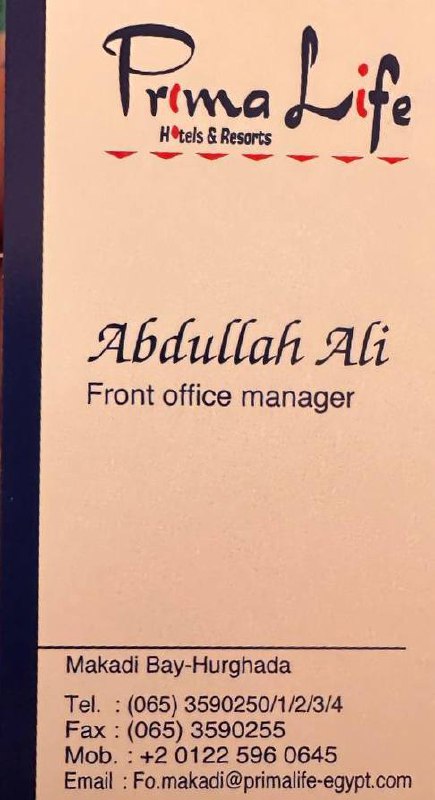 Prima Life
Hotels & Resorts
Abdullah Ali
Front office manager
Makadi Bay-Hurghada
Tel. : (065) 3590250/1/2/3/4
Fax : (065) 3590255
Mob. : +2 0122 596 0645
Email : Fo.makadi@primalife-egypt.com